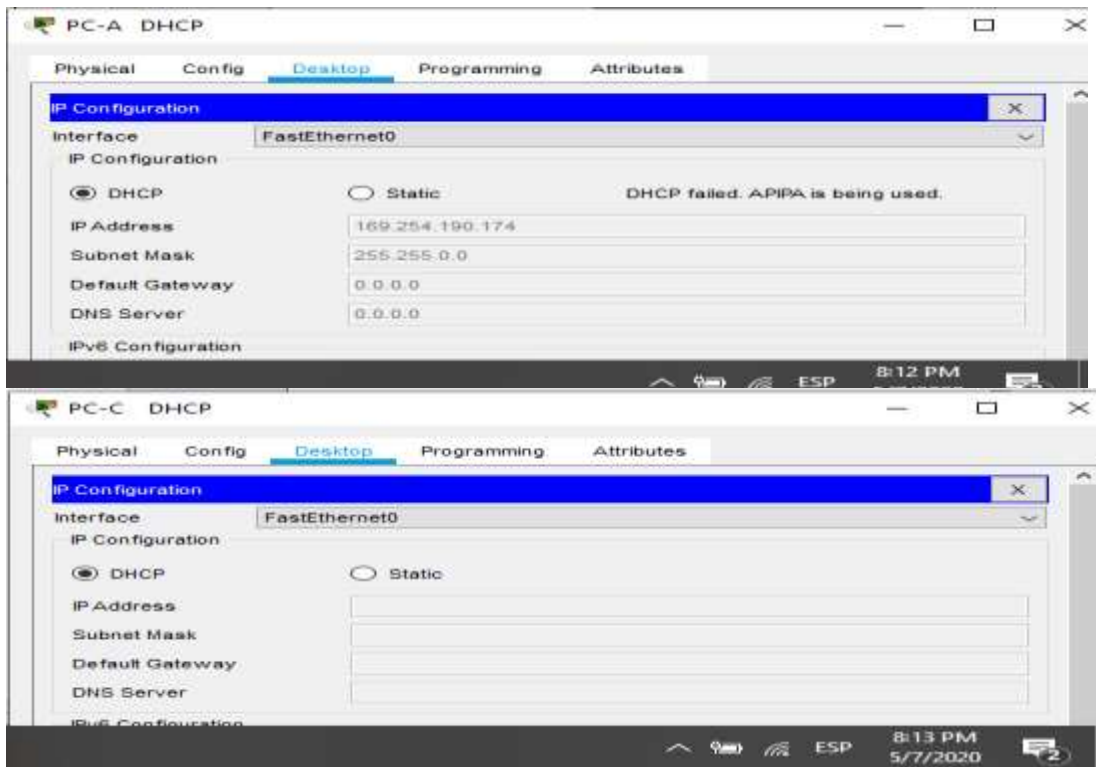 PC-A DHCP
Physical Config Desktop Programming Attributes
IP Configuration X
Interface FastEthernet0
IP Configuration
DHCP Static DHCP failed. APIPA is being used.
IP Address 169.254.190.174
Subnet Mask 255.255.0.0
Default Gateway 0.0.0.0
DNS Server 0.0.0.0
IPv6 Configuration
ESP 8:12 PM
PC-C DHCP
Physical Config Desktop Programming Attributes
IP Configuration X
Interface FastEthernet0
IP Configuration
DHCP Static
IP Address
Subnet Mask
Default Gateway
DNS Server
IPv6 Configuration
ESP 8:13 PM
5/7/2020 2